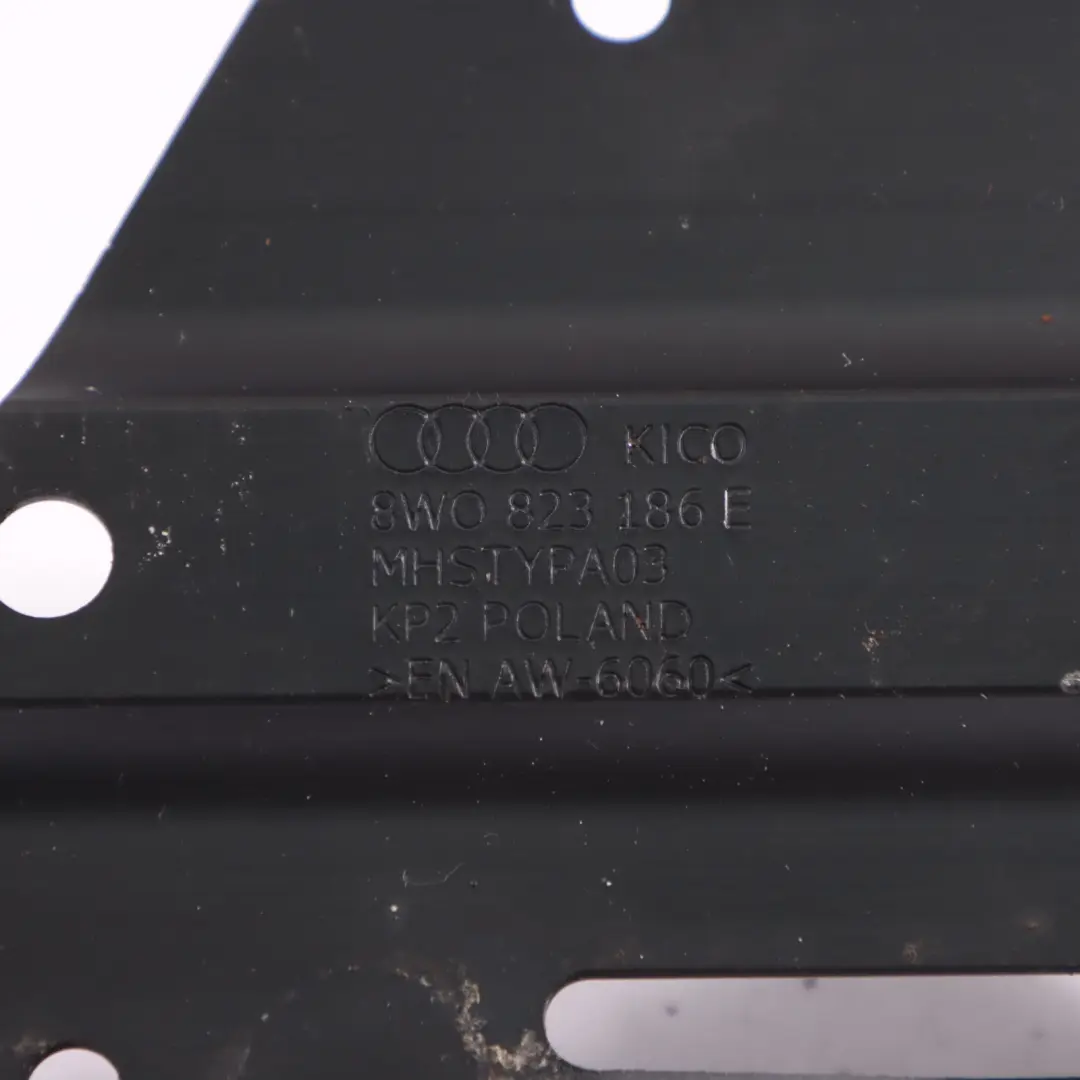 KICO
8W0 823 186 E
MHSTYPA03
KP2 POLAND
>EN AW-6060<